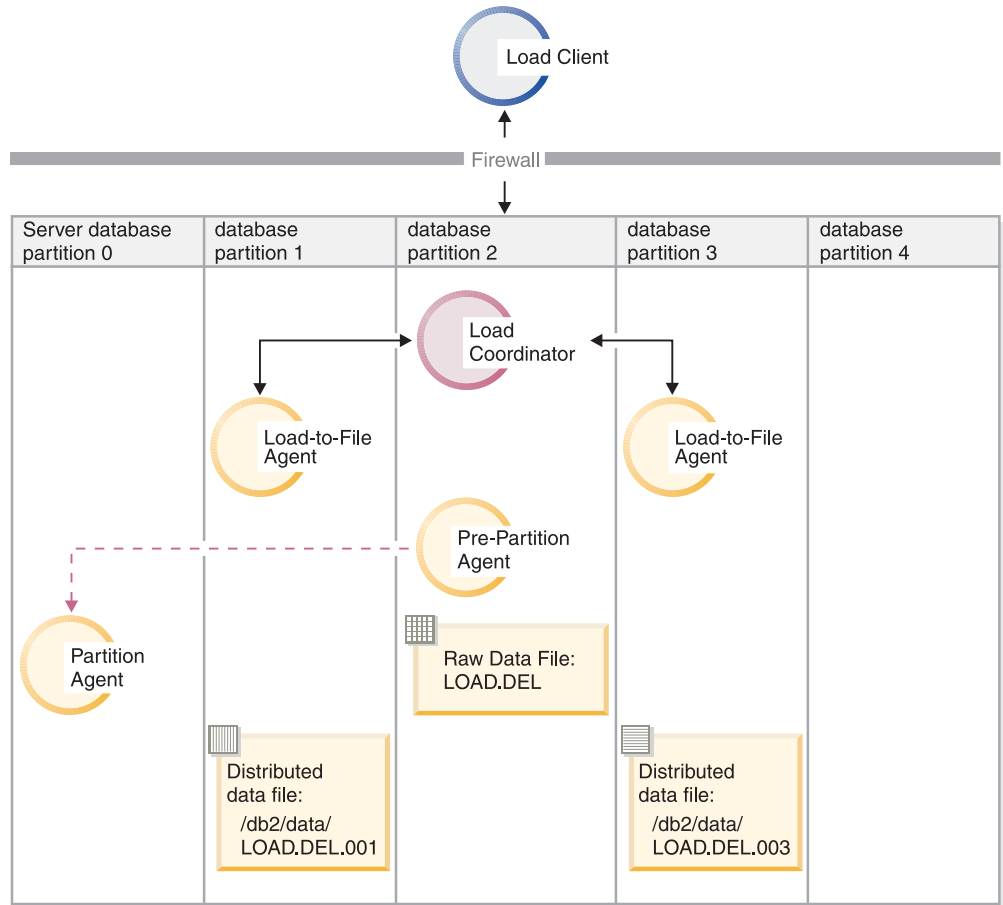 Load Client
Firewall
Server database
partition 0
database
partition 1
database
partition 2
database
partition 3
database
partition 4
Load
Coordinator
Load-to-File
Agent
Load-to-File
Agent
Pre-Partition
Agent
Partition
Agent
Raw Data File:
LOAD.DEL
Distributed
data file:
/db2/data/
LOAD.DEL.001
Distributed
data file:
/db2/data/
LOAD.DEL.003